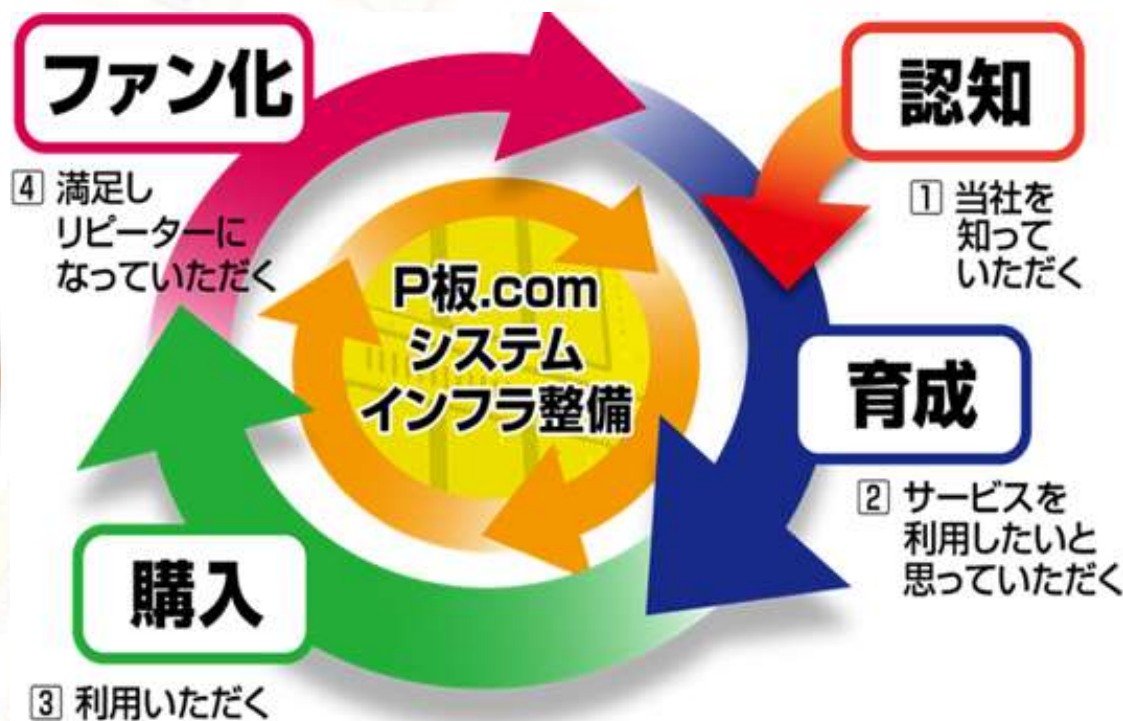 ファン化
4 満足し
リピーターに
なっていただく
認知
1 当社を
知って
いただく
P板.com
システム
インフラ整備
育成
2 サービスを
利用したいと
思っていただく
購入
3 利用いただく